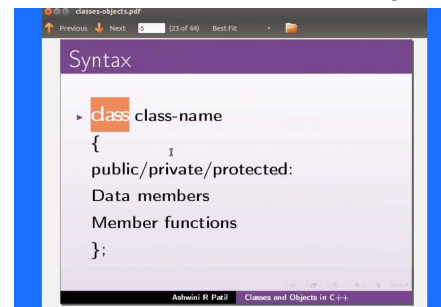 classes-objects.pdf
Previous Next 6 (23 of 44) Best Fit
Syntax
class class-name
{
public/private/protected:
Data members
Member functions
};
Ashwini R Patil Classes and Objects in C++